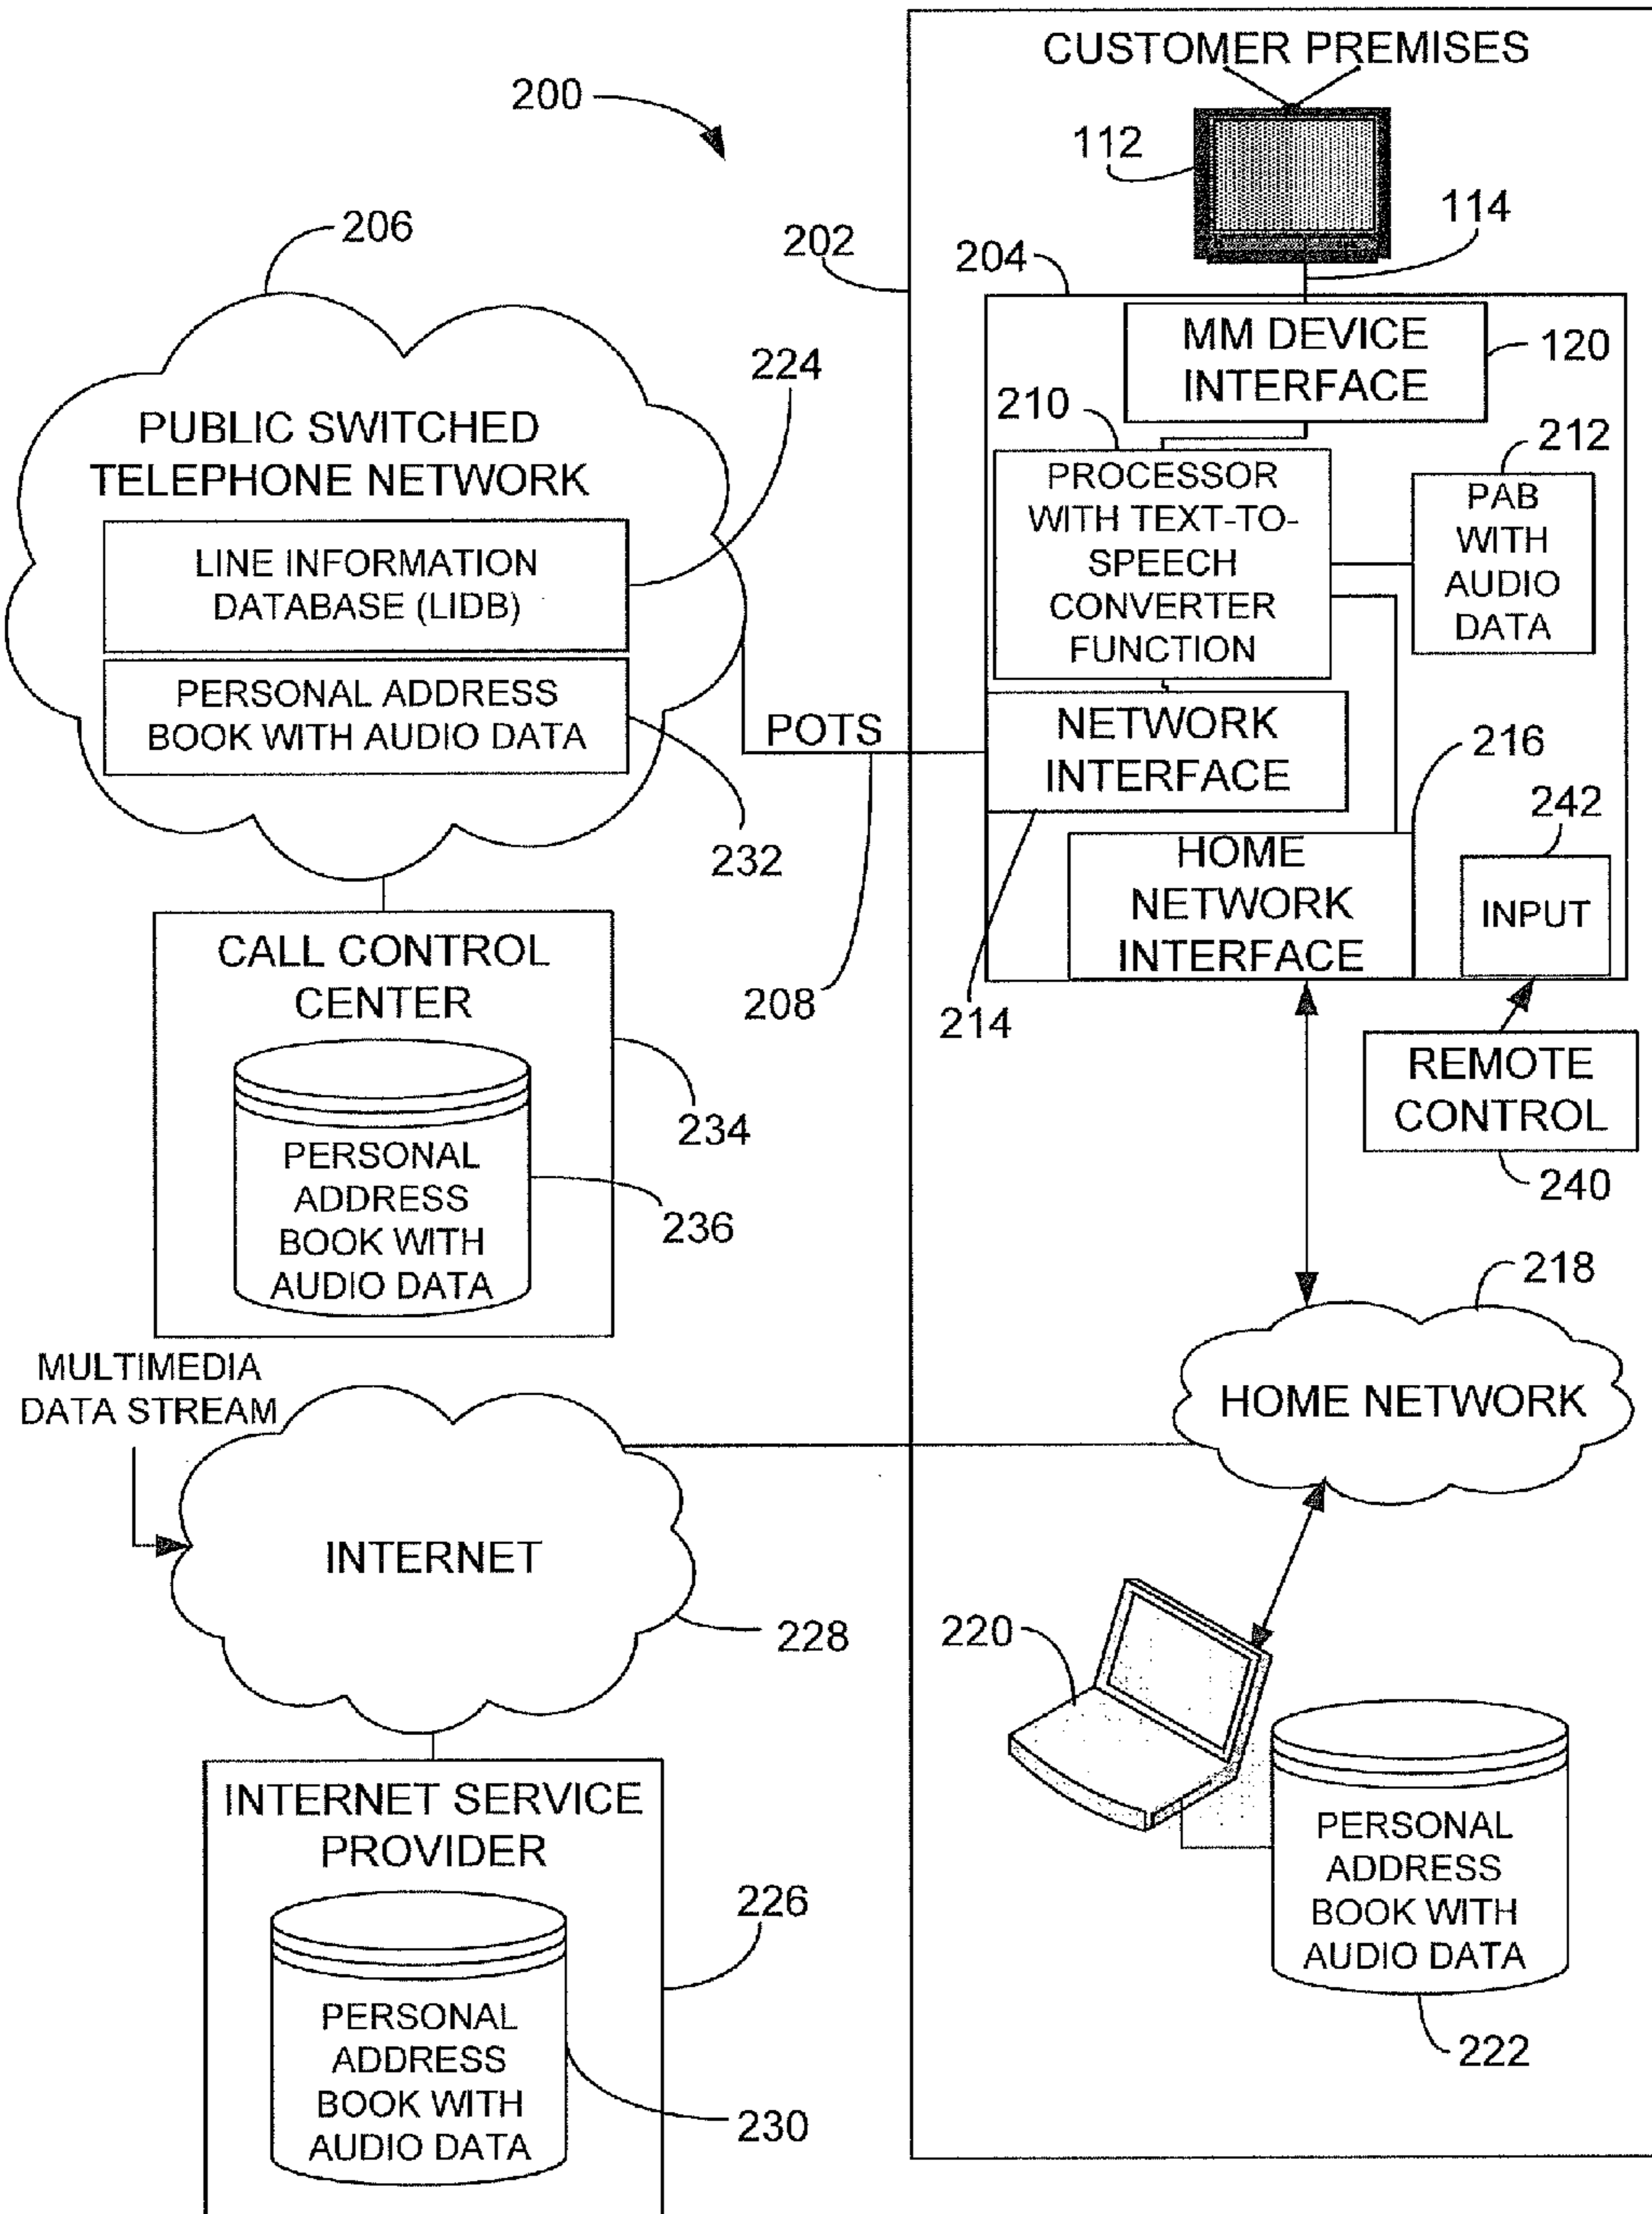 CUSTOMER PREMISES
200
112
114
206
202
204
MM DEVICE
INTERFACE
120
224
210
212
PUBLIC SWITCHED
TELEPHONE NETWORK
PROCESSOR
WITH TEXT-TO-
SPEECH
CONVERTER
FUNCTION
PAB
WITH
AUDIO
DATA
LINE INFORMATION
DATABASE (LIDB)
PERSONAL ADDRESS
BOOK WITH AUDIO DATA
POTS
NETWORK
INTERFACE
216
232
242
HOME
NETWORK
INTERFACE
INPUT
208
214
CALL CONTROL
CENTER
234
PERSONAL
ADDRESS
BOOK WITH
AUDIO DATA
236
REMOTE
CONTROL
240
218
MULTIMEDIA
DATA STREAM
HOME NETWORK
INTERNET
228
220
INTERNET SERVICE
PROVIDER
226
PERSONAL
ADDRESS
BOOK WITH
AUDIO DATA
230
PERSONAL
ADDRESS
BOOK WITH
AUDIO DATA
222